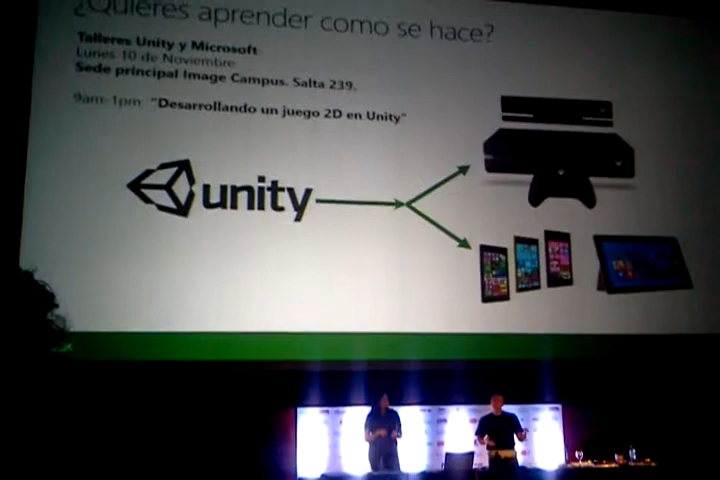 ¿Quieres aprender como se hace?
Talleres Unity y Microsoft
Lunes 10 de Noviembre
Sede principal Image Campus. Salta 239.
9am-1pm "Desarrollando un juego 2D en Unity"
unity